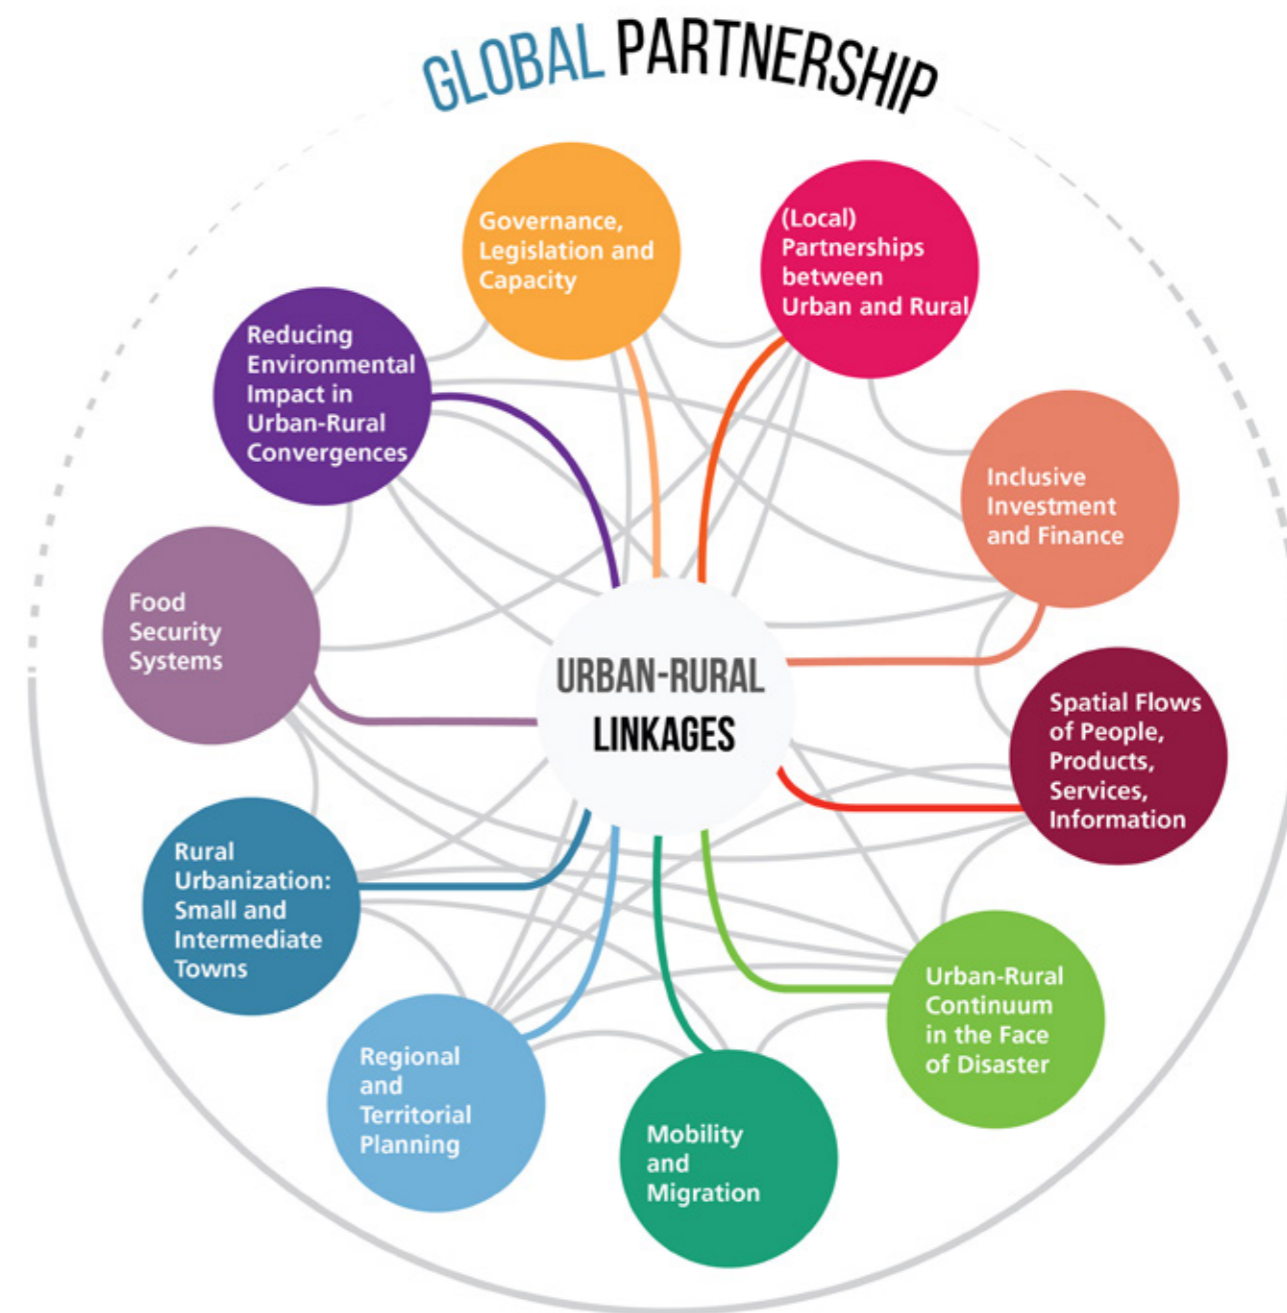 GLOBAL PARTNERSHIP
Governance,
Legislation and
Capacity
(Local)
Partnerships
between
Urban and Rural
Reducing
Environmental
Impact in
Urban-Rural
Convergences
Inclusive
Investment
and Finance
Food
Security
Systems
URBAN-RURAL
LINKAGES
Spatial Flows
of People,
Products,
Services,
Information
Rural
Urbanization:
Small and
Intermediate
Towns
Urban-Rural
Continuum
in the Face
of Disaster
Regional
and
Territorial
Planning
Mobility
and
Migration